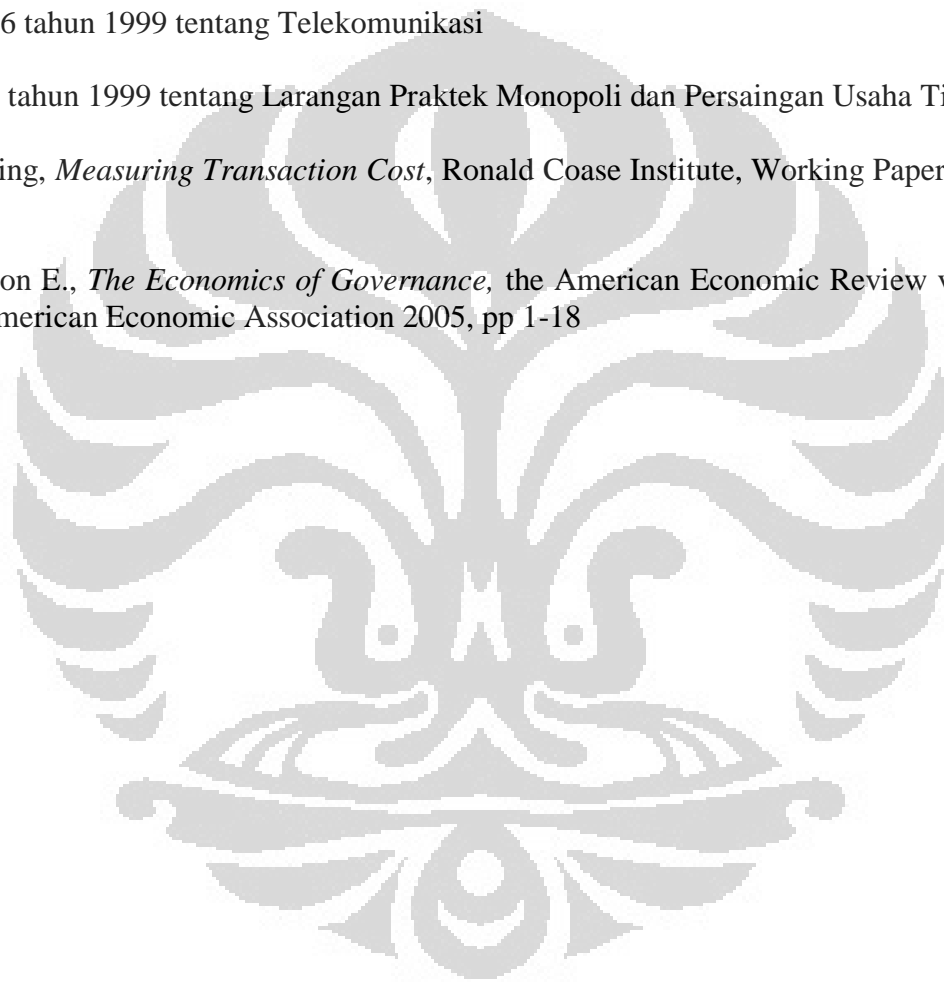 6 tahun 1999 tentang Telekomunikasi
tahun 1999 tentang Larangan Praktek Monopoli dan Persaingan Usaha Ti
ing, Measuring Transaction Cost, Ronald Coase Institute, Working Paper
on E., The Economics of Governance, the American Economic Review v
merican Economic Association 2005, pp 1-18